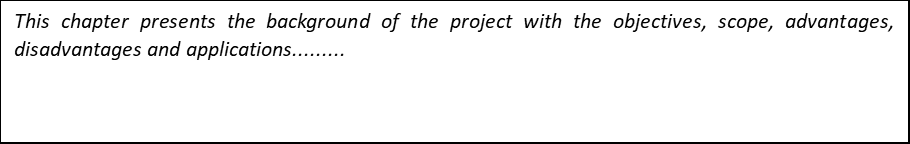 This chapter presents the background of the project with the objectives, scope, advantages,
disadvantages and applications.........